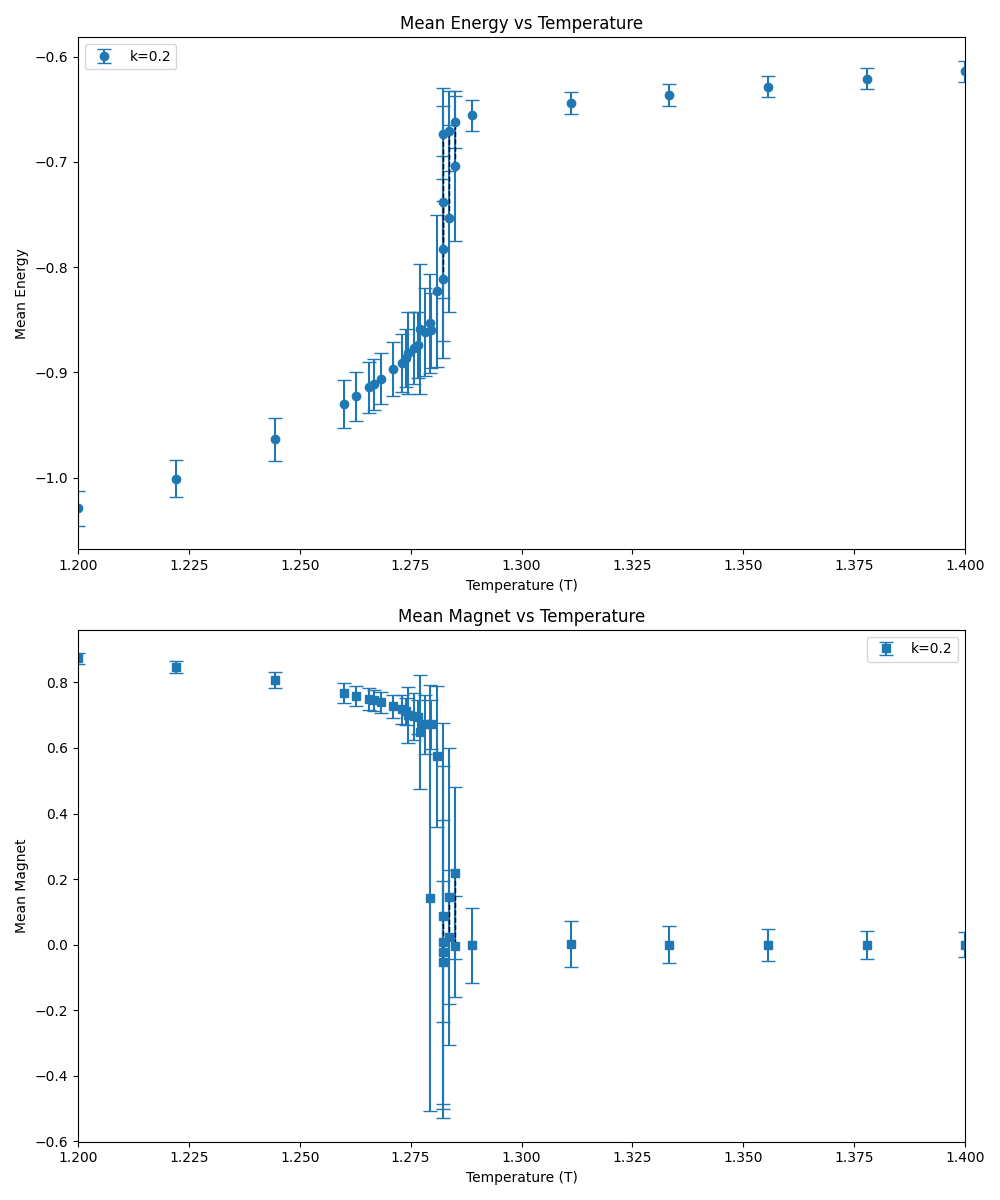 Mean Energy vs Temperature
k=0.2
Mean Energy
−0.6
−0.7
−0.8
−0.9
−1.0
1.200 1.225 1.250 1.275 1.300 1.325 1.350 1.375 1.400
Temperature (T)
Mean Magnet vs Temperature
k=0.2
Mean Magnet
0.8
0.6
0.4
0.2
0.0
−0.2
−0.4
−0.6
1.200 1.225 1.250 1.275 1.300 1.325 1.350 1.375 1.400
Temperature (T)